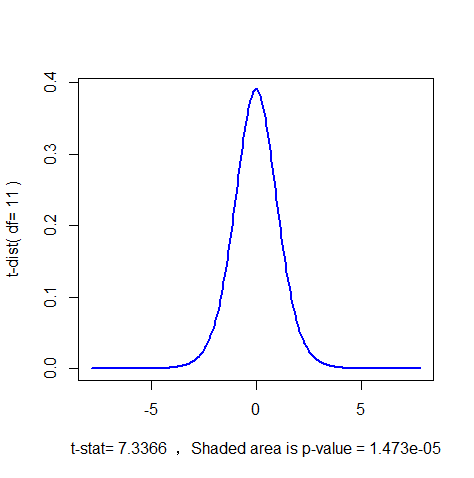 0.4
0.3
0.2
0.1
0.0
t-dist( df= 11 )
-5 0 5
t-stat= 7.3366 , Shaded area is p-value = 1.473e-05